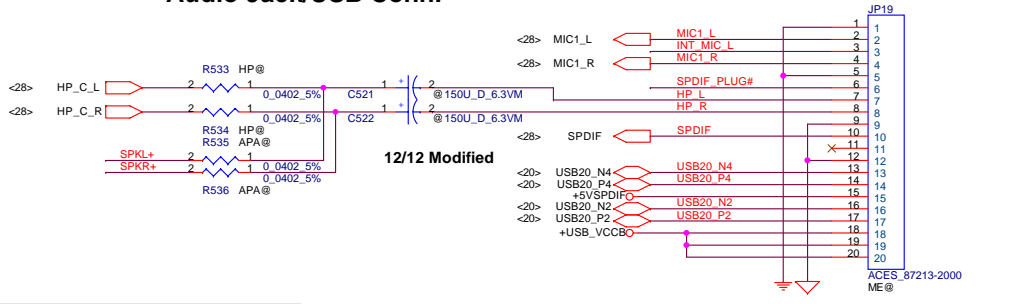 Audio Jack/USB Conn.
JP19
<28> MIC1_L MIC1_L 1 1
INT_MIC_L 2 2
<28> MIC1_R MIC1_R 3 3
4 4
5 5
SPDIF_PLUG# 6 6
HP_L 7 7
HP_R 8 8
9 9
<28> SPDIF SPDIF 10 10
11 11
12 12
<20> USB20_N4 USB20_N4 13 13
<20> USB20_P4 USB20_P4 14 14
+5VSPDIF 15 15
<20> USB20_N2 USB20_N2 16 16
<20> USB20_P2 USB20_P2 17 17
+USB_VCCB 18 18
19 19
20 20
ACES_87213-2000
ME@
R533 HP@
<28> HP_C_L 2 1 1 + 2
0_0402_5% C521 @150U_D_6.3VM
<28> HP_C_R 2 1 1 + 2
0_0402_5% C522 @150U_D_6.3VM
R534 HP@
R535 APA@
SPKL+ 2 1
0_0402_5%
SPKR+ 2 1
0_0402_5%
R536 APA@
12/12 Modified